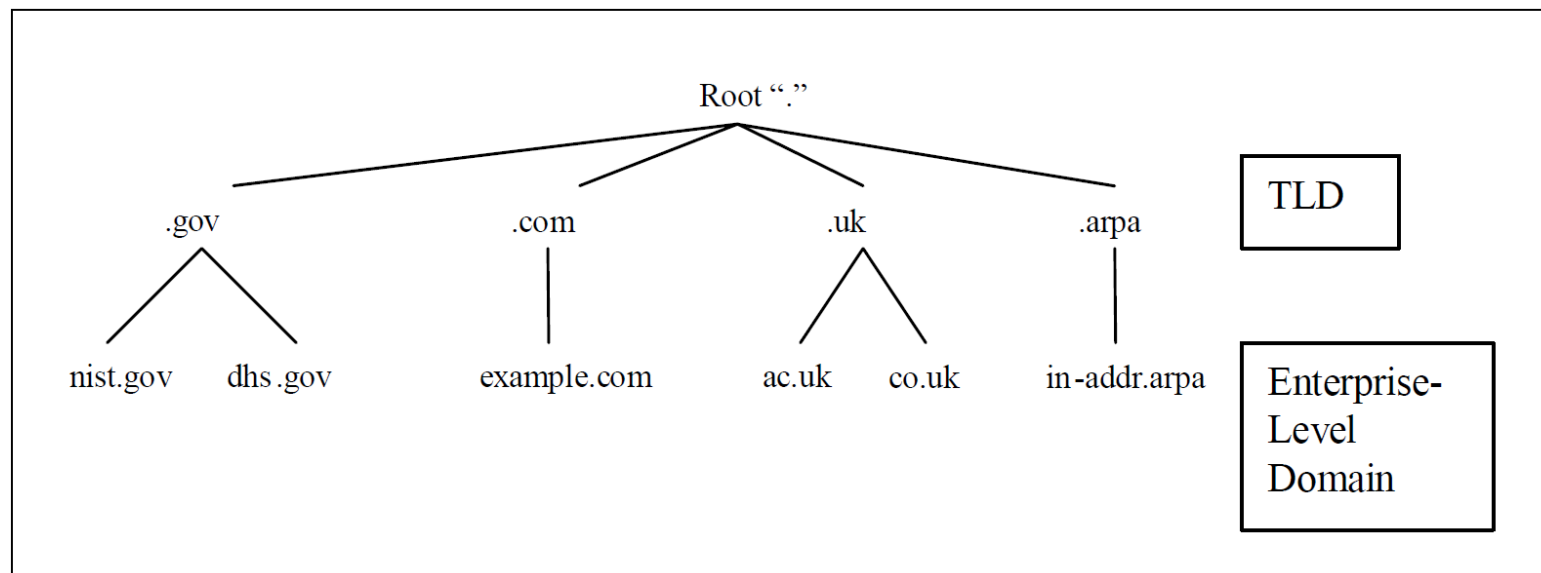 Root “.”
.gov
.com
.uk
.arpa
TLD
nist.gov
dhs.gov
example.com
ac.uk
co.uk
in-addr.arpa
Enterprise-
Level
Domain